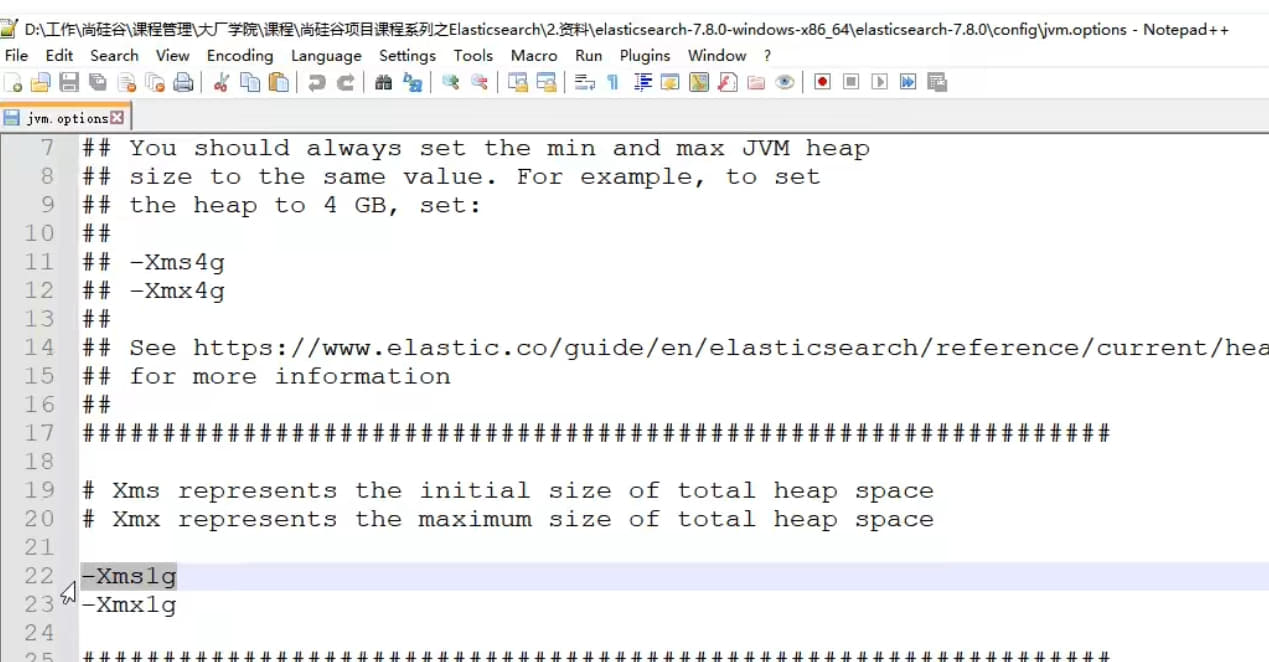 D:\工作\尚硅谷\课程管理\大厂学院\课程\尚硅谷项目课程系列之Elasticsearch\2.资料\elasticsearch-7.8.0-windows-x86_64\elasticsearch-7.8.0\config\jvm.options - Notepad++
File Edit Search View Encoding Language Settings Tools Macro Run Plugins Window ?
jvm.options
7 ## You should always set the min and max JVM heap
8 ## size to the same value. For example, to set
9 ## the heap to 4 GB, set:
10 ##
11 ## -Xms4g
12 ## -Xmx4g
13 ##
14 ## See https://www.elastic.co/guide/en/elasticsearch/reference/current/hea
15 ## for more information
16 ##
17 ################################################################
18
19 # Xms represents the initial size of total heap space
20 # Xmx represents the maximum size of total heap space
21
22 -Xms1g
23 -Xmx1g
24
25 ################################################################